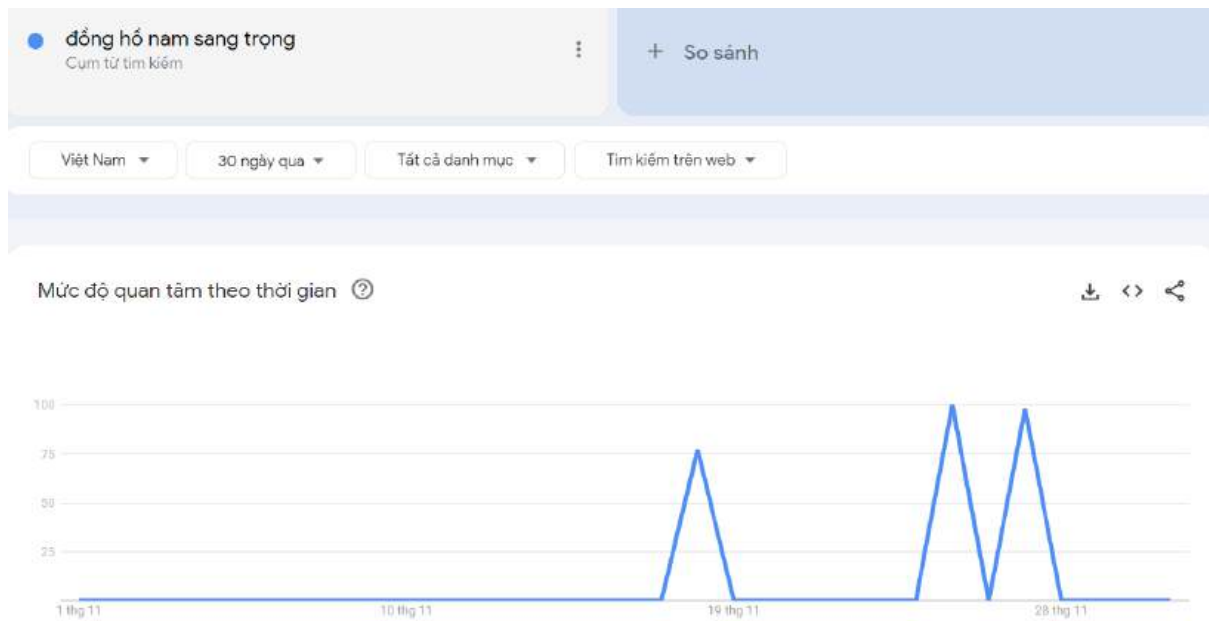 đồng hồ nam sang trọng
Cụm từ tìm kiếm
+ So sánh
Việt Nam
30 ngày qua
Tất cả danh mục
Tìm kiếm trên web
Mức độ quan tâm theo thời gian
100
75
50
25
1 thg 11
10 thg 11
19 thg 11
28 thg 11